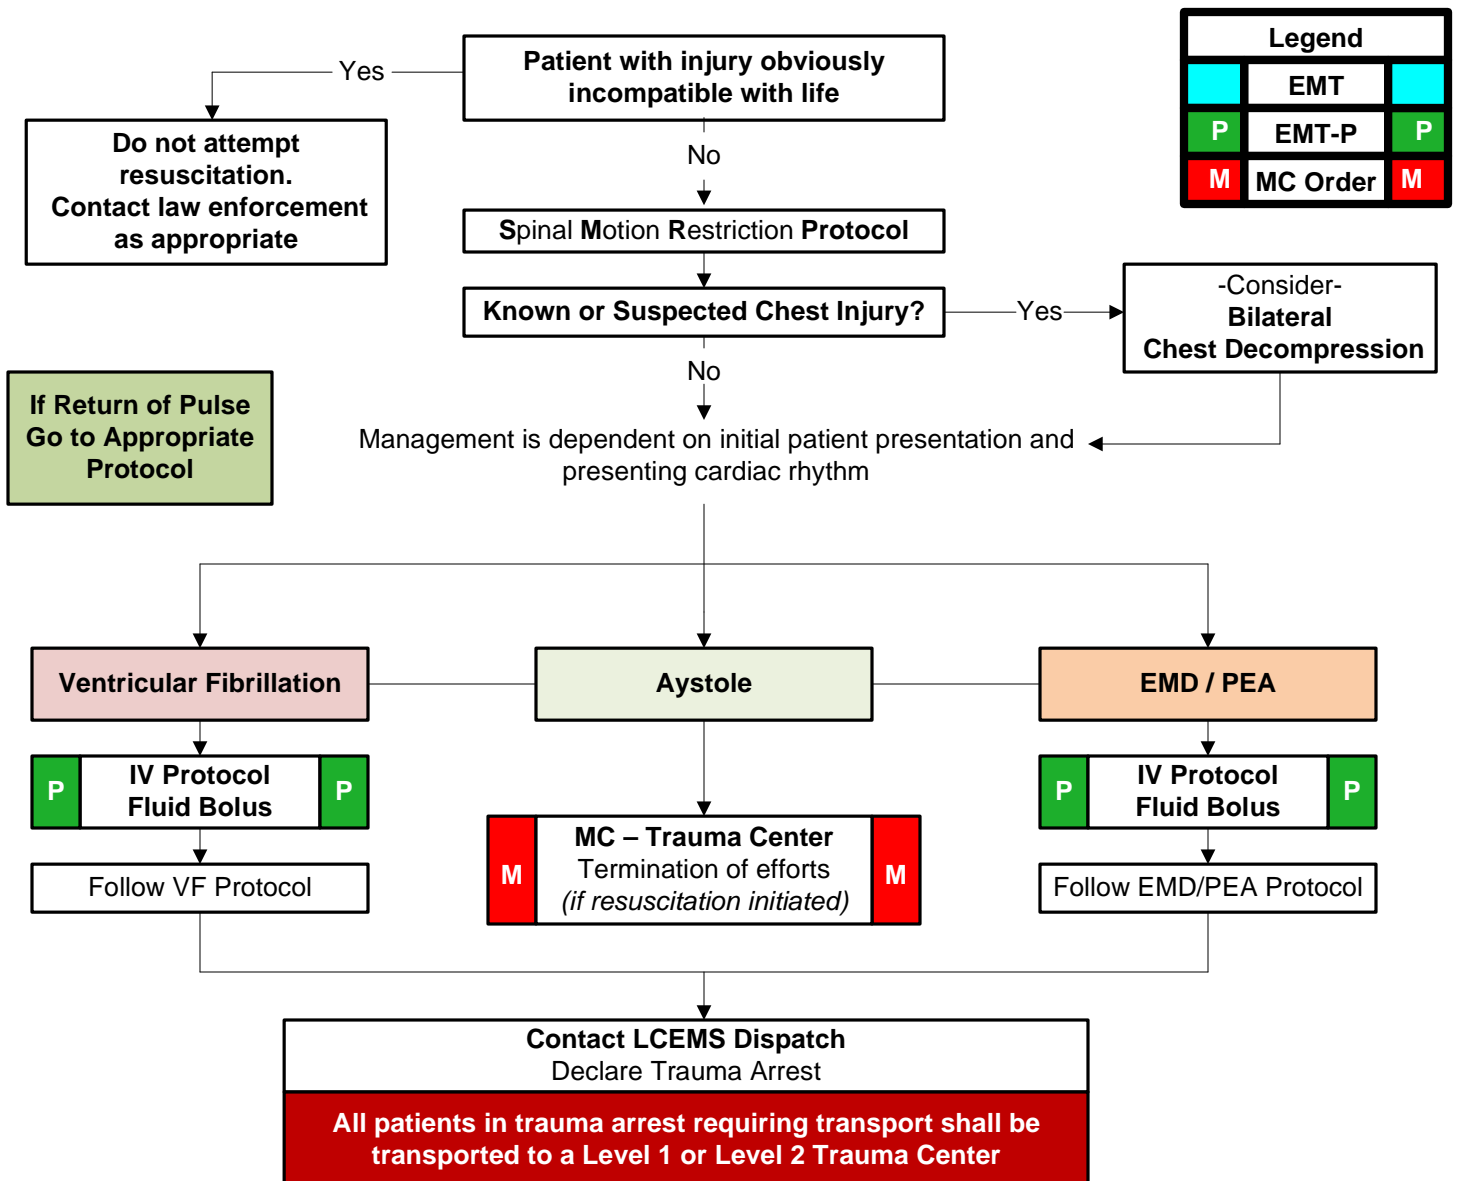 Patient with injury obviously
incompatible with life
Yes
Do not attempt
resuscitation.
Contact law enforcement
as appropriate
No
Spinal Motion Restriction Protocol
Known or Suspected Chest Injury?
Yes
-Consider-
Bilateral
Chest Decompression
No
Management is dependent on initial patient presentation and
presenting cardiac rhythm
If Return of Pulse
Go to Appropriate
Protocol
Legend
EMT
P EMT-P P
M MC Order M
Ventricular Fibrillation
P IV Protocol P
Fluid Bolus
Follow VF Protocol
Aystole
MC – Trauma Center
M Termination of efforts M
(if resuscitation initiated)
EMD / PEA
P IV Protocol P
Fluid Bolus
Follow EMD/PEA Protocol
Contact LCEMS Dispatch
Declare Trauma Arrest
All patients in trauma arrest requiring transport shall be
transported to a Level 1 or Level 2 Trauma Center